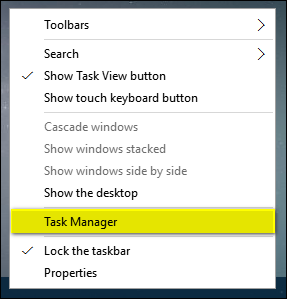 Toolbars
Search
Show Task View button
Show touch keyboard button
Cascade windows
Show windows stacked
Show windows side by side
Show the desktop
Task Manager
Lock the taskbar
Properties